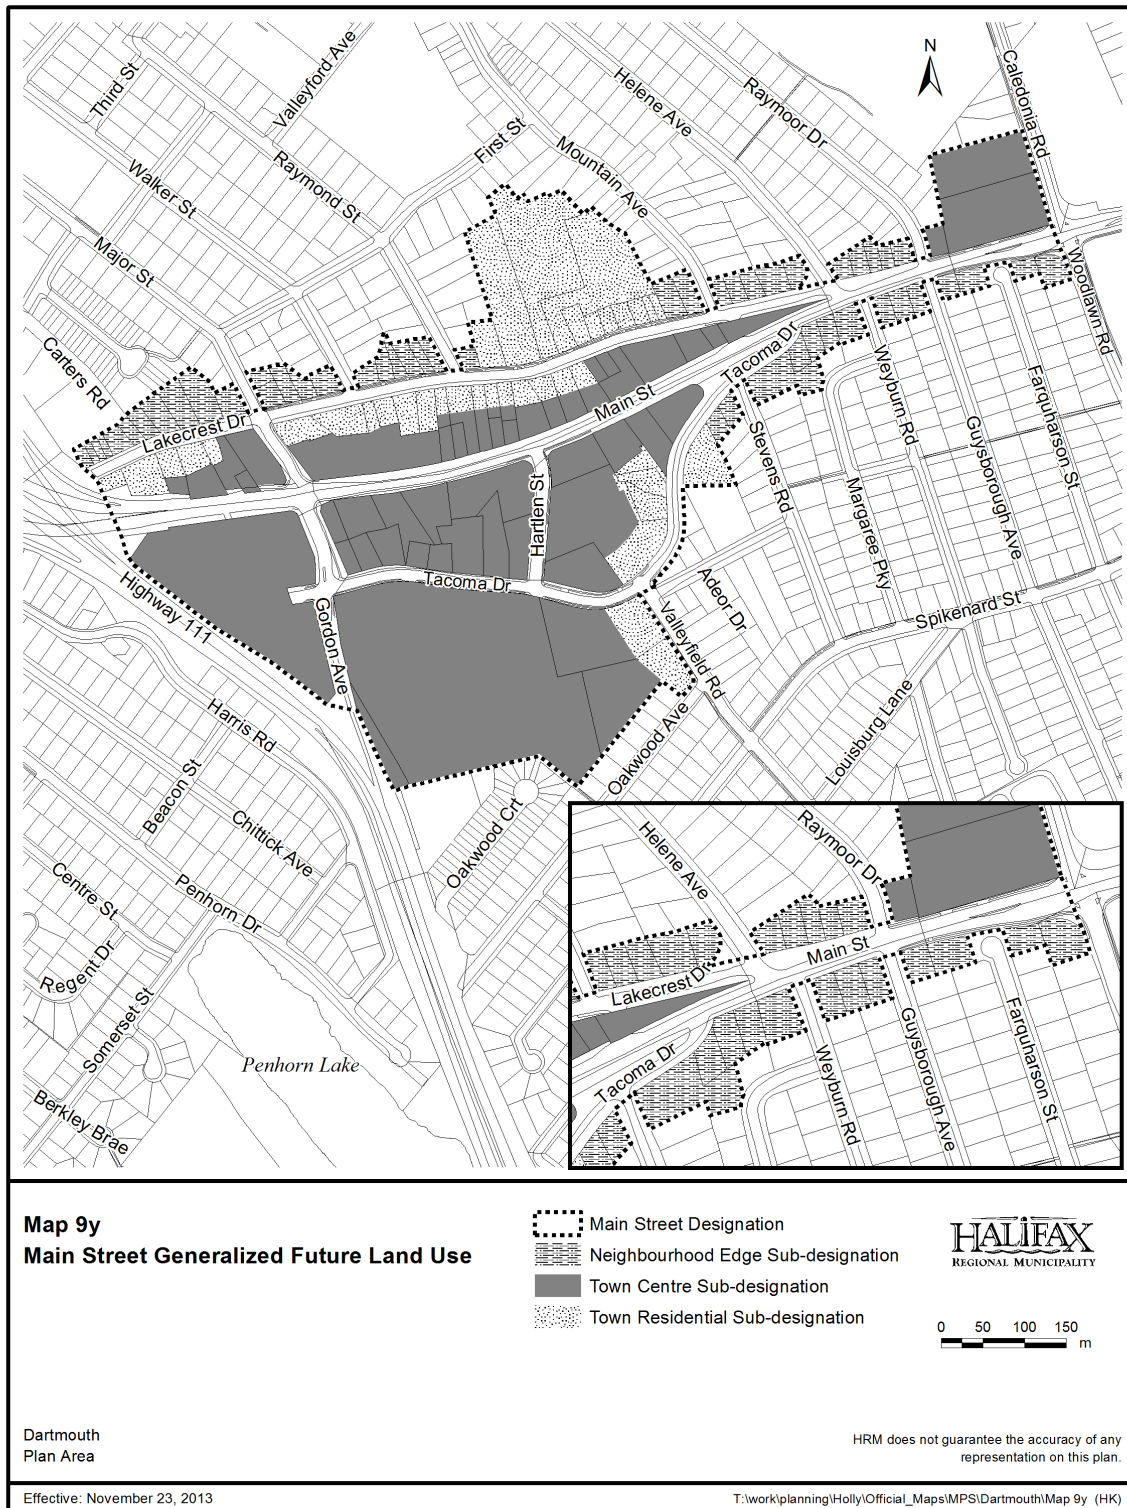 N
Third St
Valleyford Ave
Helene Ave
Raymoor Dr
Caledonia Rd
First St
Mountain Ave
Walker St
Raymond St
Major St
Woodlawn Rd
Carters Rd
Lakecrest Dr
Main St
Tacoma Dr
Weyburn Rd
Farquharson St
Stevens Rd
Guysborough Ave
Hartlen St
Margaree Pky
Highway 111
Tacoma Dr
Gordon Ave
Adeor Dr
Valleyfield Rd
Spikenard St
Harris Rd
Louisburg Lane
Oakwood Ave
Beacon St
Chittick Ave
Oakwood Crt
Centre St
Penhorn Dr
Regent Dr
Somerset St
Penhorn Lake
Berkley Brae
Helene Ave
Raymoor Dr
Main St
Lakecrest Dr
Tacoma Dr
Weyburn Rd
Guysborough Ave
Farquharson St
Map 9y
Main Street Generalized Future Land Use
Main Street Designation
Neighbourhood Edge Sub-designation
Town Centre Sub-designation
Town Residential Sub-designation
HALIFAX
REGIONAL MUNICIPALITY
0 50 100 150
m
Dartmouth
Plan Area
HRM does not guarantee the accuracy of any
representation on this plan.
Effective: November 23, 2013
T:\work\planning\Holly\Official_Maps\MPS\Dartmouth\Map 9y (HK)